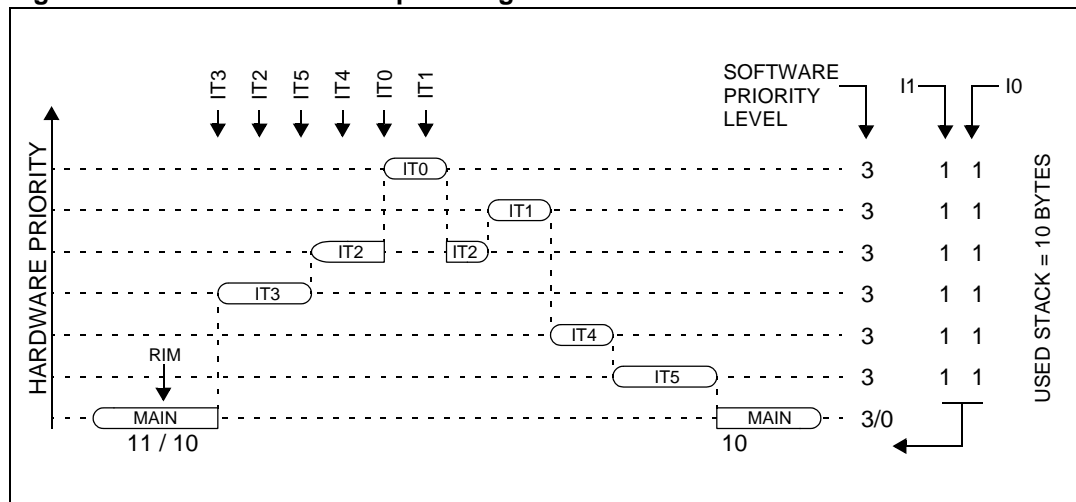 IT3
IT2
IT5
IT4
IT0
IT1
SOFTWARE
PRIORITY
LEVEL
I1
I0
HARDWARE PRIORITY
IT0
3
1 1
IT1
3
1 1
IT2
IT2
3
1 1
IT3
3
1 1
IT4
3
1 1
RIM
IT5
3
1 1
MAIN
MAIN
3/0
11 / 10
10
USED STACK = 10 BYTES